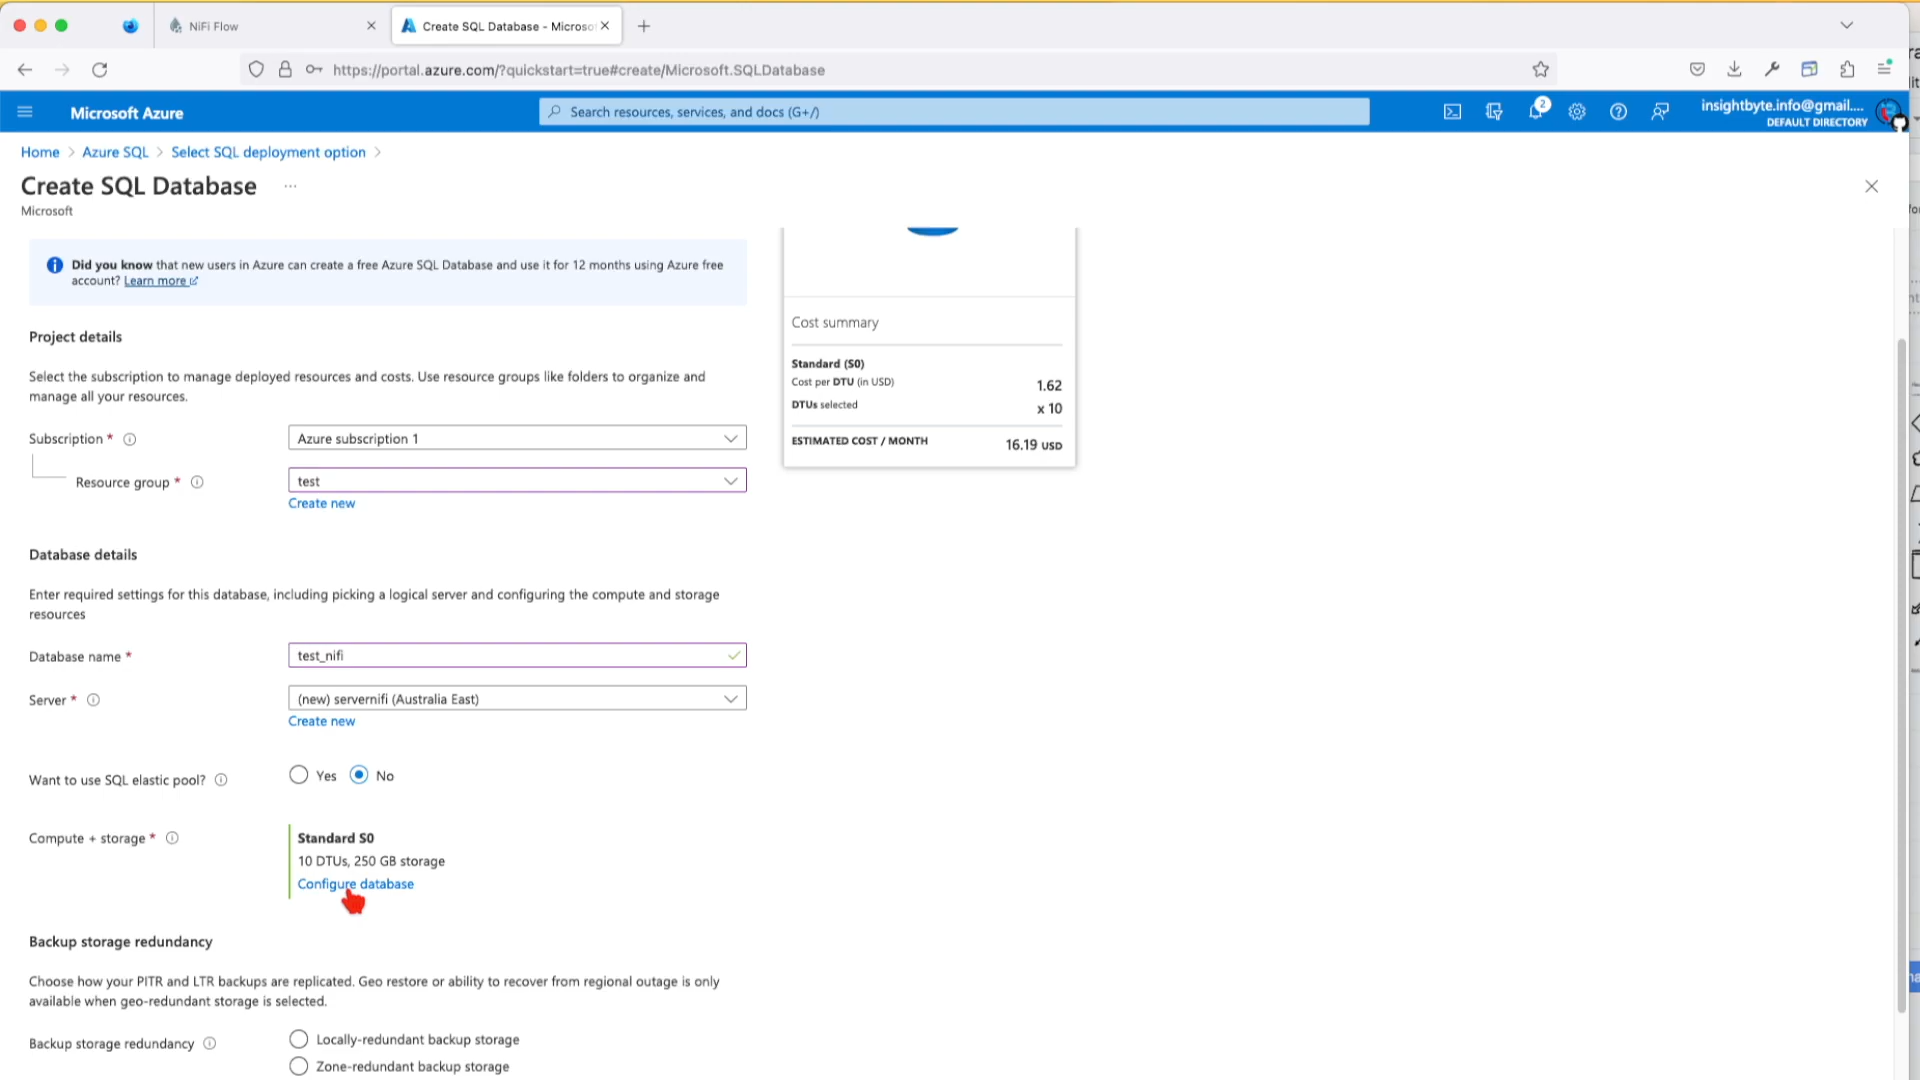 NiFi Flow
Create SQL Database - Microso
https://portal.azure.com/?quickstart=true#create/Microsoft.SQLDatabase
Microsoft Azure
Search resources, services, and docs (G+/)
2
insightbyte.info@gmail....
DEFAULT DIRECTORY
Home > Azure SQL > Select SQL deployment option >
Create SQL Database ...
Microsoft
Did you know that new users in Azure can create a free Azure SQL Database and use it for 12 months using Azure free
account? Learn more
Project details
Select the subscription to manage deployed resources and costs. Use resource groups like folders to organize and
manage all your resources.
Subscription *
Azure subscription 1
Resource group *
test
Create new
Database details
Enter required settings for this database, including picking a logical server and configuring the compute and storage
resources
Database name *
test_nifi
Server *
(new) servernifi (Australia East)
Create new
Want to use SQL elastic pool?
Yes No
Compute + storage *
Standard S0
10 DTUs, 250 GB storage
Configure database
Backup storage redundancy
Choose how your PITR and LTR backups are replicated. Geo restore or ability to recover from regional outage is only
available when geo-redundant storage is selected.
Backup storage redundancy
Locally-redundant backup storage
Zone-redundant backup storage
Cost summary
Standard (S0)
Cost per DTU (in USD) 1.62
DTUs selected x 10
ESTIMATED COST / MONTH 16.19 USD